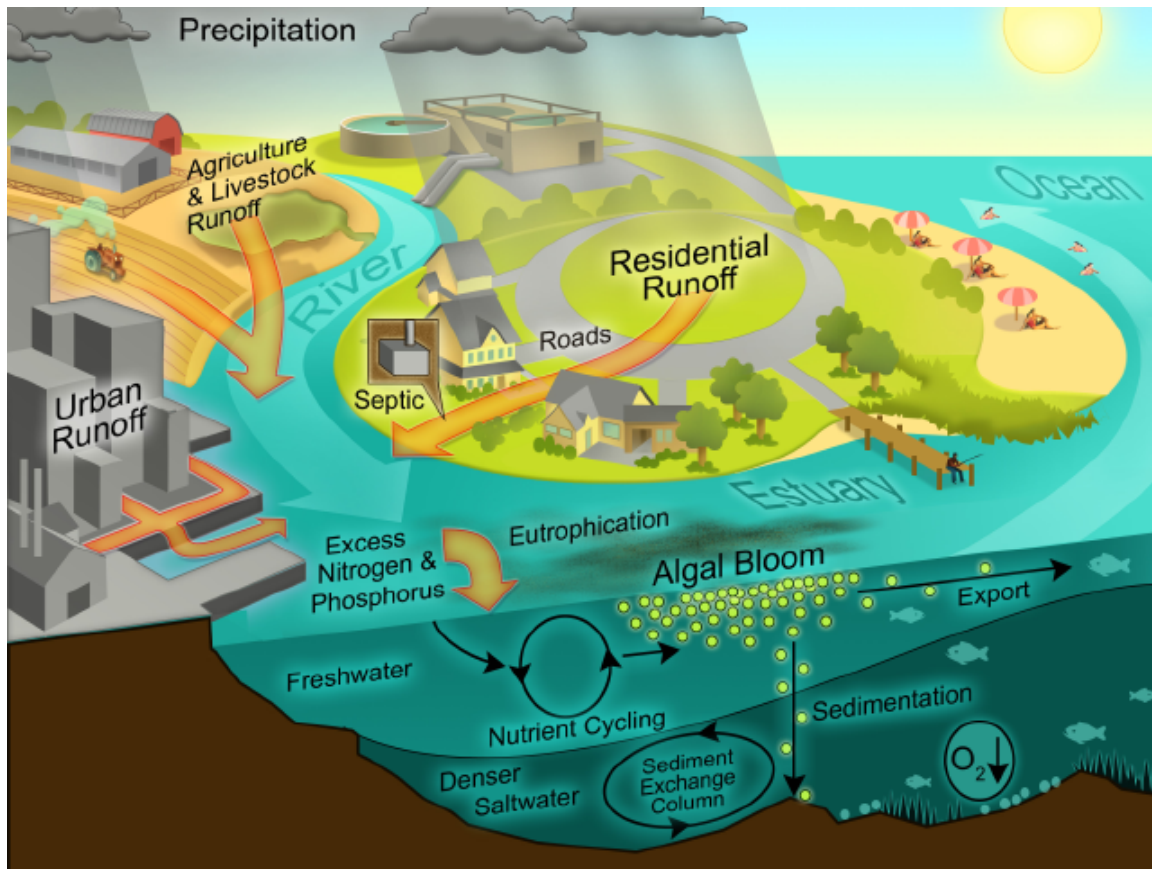 Precipitation
Agriculture
& Livestock
Runoff
Ocean
River
Residential
Runoff
Roads
Septic
Urban
Runoff
Estuary
Excess
Nitrogen &
Phosphorus
Eutrophication
Algal Bloom
Export
Freshwater
Nutrient Cycling
Sedimentation
Denser
Saltwater
Sediment
Exchange
Column
O₂